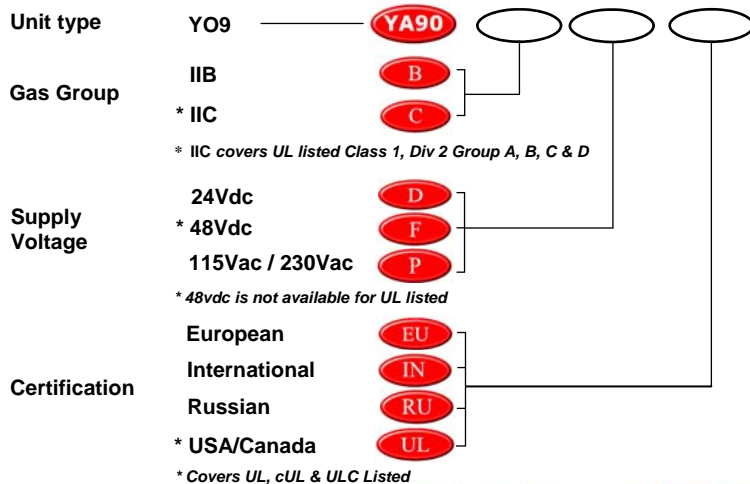 Unit type YO9 YA90
Gas Group
IIB B
* IIC C
* IIC covers UL listed Class 1, Div 2 Group A, B, C & D
Supply
Voltage
24Vdc D
* 48Vdc F
115Vac / 230Vac P
* 48vdc is not available for UL listed
Certification
European EU
International IN
Russian RU
* USA/Canada UL
* Covers UL, cUL & ULC Listed